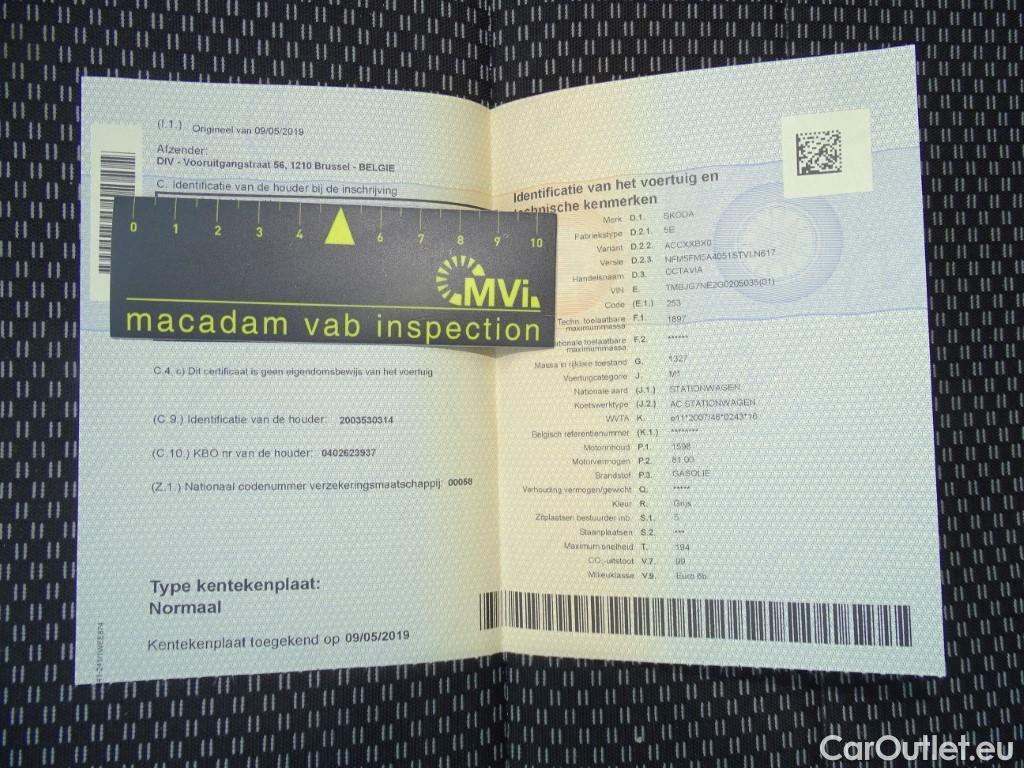 (I.1.) Origineel van 09/05/2019
Afzender:
DIV - Vooruitgangstraat 56, 1210 Brussel - BELGIE
C. Identificatie van de houder bij de inschrijving
0 1 2 3 4 6 7 8 9 10
MVi
macadam vab inspection
C.4. c) Dit certificaat is geen eigendomsbewijs van het voertuig
(C.9.) Identificatie van de houder: 2003530314
(C.10.) KBO nr van de houder: 0402623937
(Z.1.) Nationaal codenummer verzekeringsmaatschappij: 00058
Type kentekenplaat:
Normaal
Kentekenplaat toegekend op 09/05/2019
Identificatie van het voertuig en
technische kenmerken
Merk D.1. SKODA
Fabriekstype D.2.1. 5E
Variant D.2.2. ACCXXBX0
Versie D.2.3. NFM5FM5A4051STVLN617
Handelsnaam D.3. OCTAVIA
VIN E. TMBJG7NE2G0205035(01)
Code (E.1.) 253
Techn. toelaatbare F.1. 1897
maximummassa
toelaatbare F.2. ******
maximummassa
Massa in rijklare toestand G. 1327
Voertuigcategorie J. M1
Nationale aard (J.1.) STATIONWAGEN
Koetswerktype (J.2.) AC STATIONWAGEN
WVTA K. e11*2007/46*0243*16
Belgisch referentienummer (K.1.) ********
Motorinhoud P.1. 1598
Motorvermogen P.2. 81.00
Brandstof P.3. GASOLIE
Verhouding vermogen/gewicht Q. *****
Kleur R. Grijs
Zitplaatsen bestuurder inb. S.1. 5
Staanplaatsen S.2. ***
Maximum snelheid T. 194
CO₂-uitstoot V.7. 99
Milieuklasse V.9. Euro 6b
CarOutlet.eu